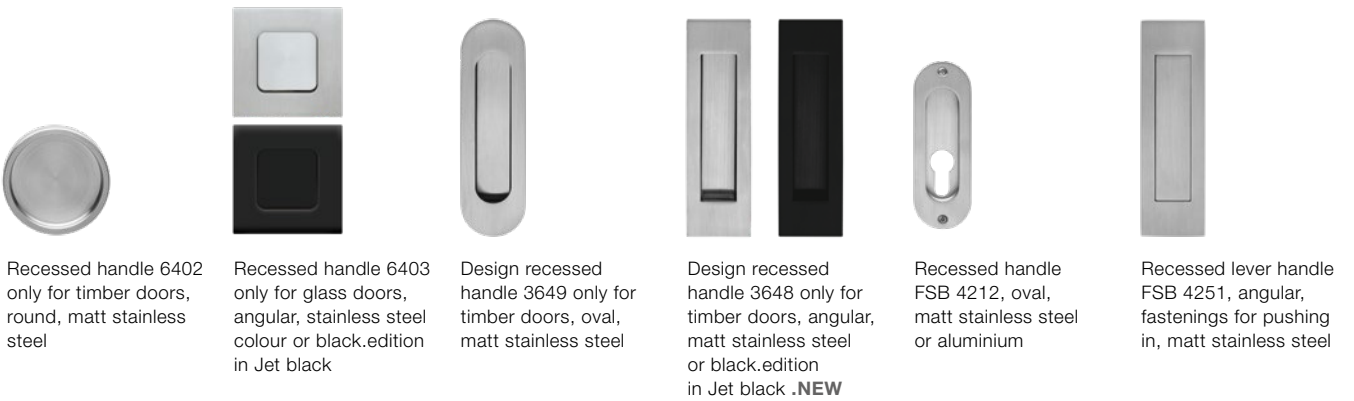 Recessed handle 6402
only for timber doors,
round, matt stainless
steel
Recessed handle 6403
only for glass doors,
angular, stainless steel
colour or black.edition
in Jet black
Design recessed
handle 3649 only for
timber doors, oval,
matt stainless steel
Design recessed
handle 3648 only for
timber doors, angular,
matt stainless steel
or black.edition
in Jet black .NEW
Recessed handle
FSB 4212, oval,
matt stainless steel
or aluminium
Recessed lever handle
FSB 4251, angular,
fastenings for pushing
in, matt stainless steel